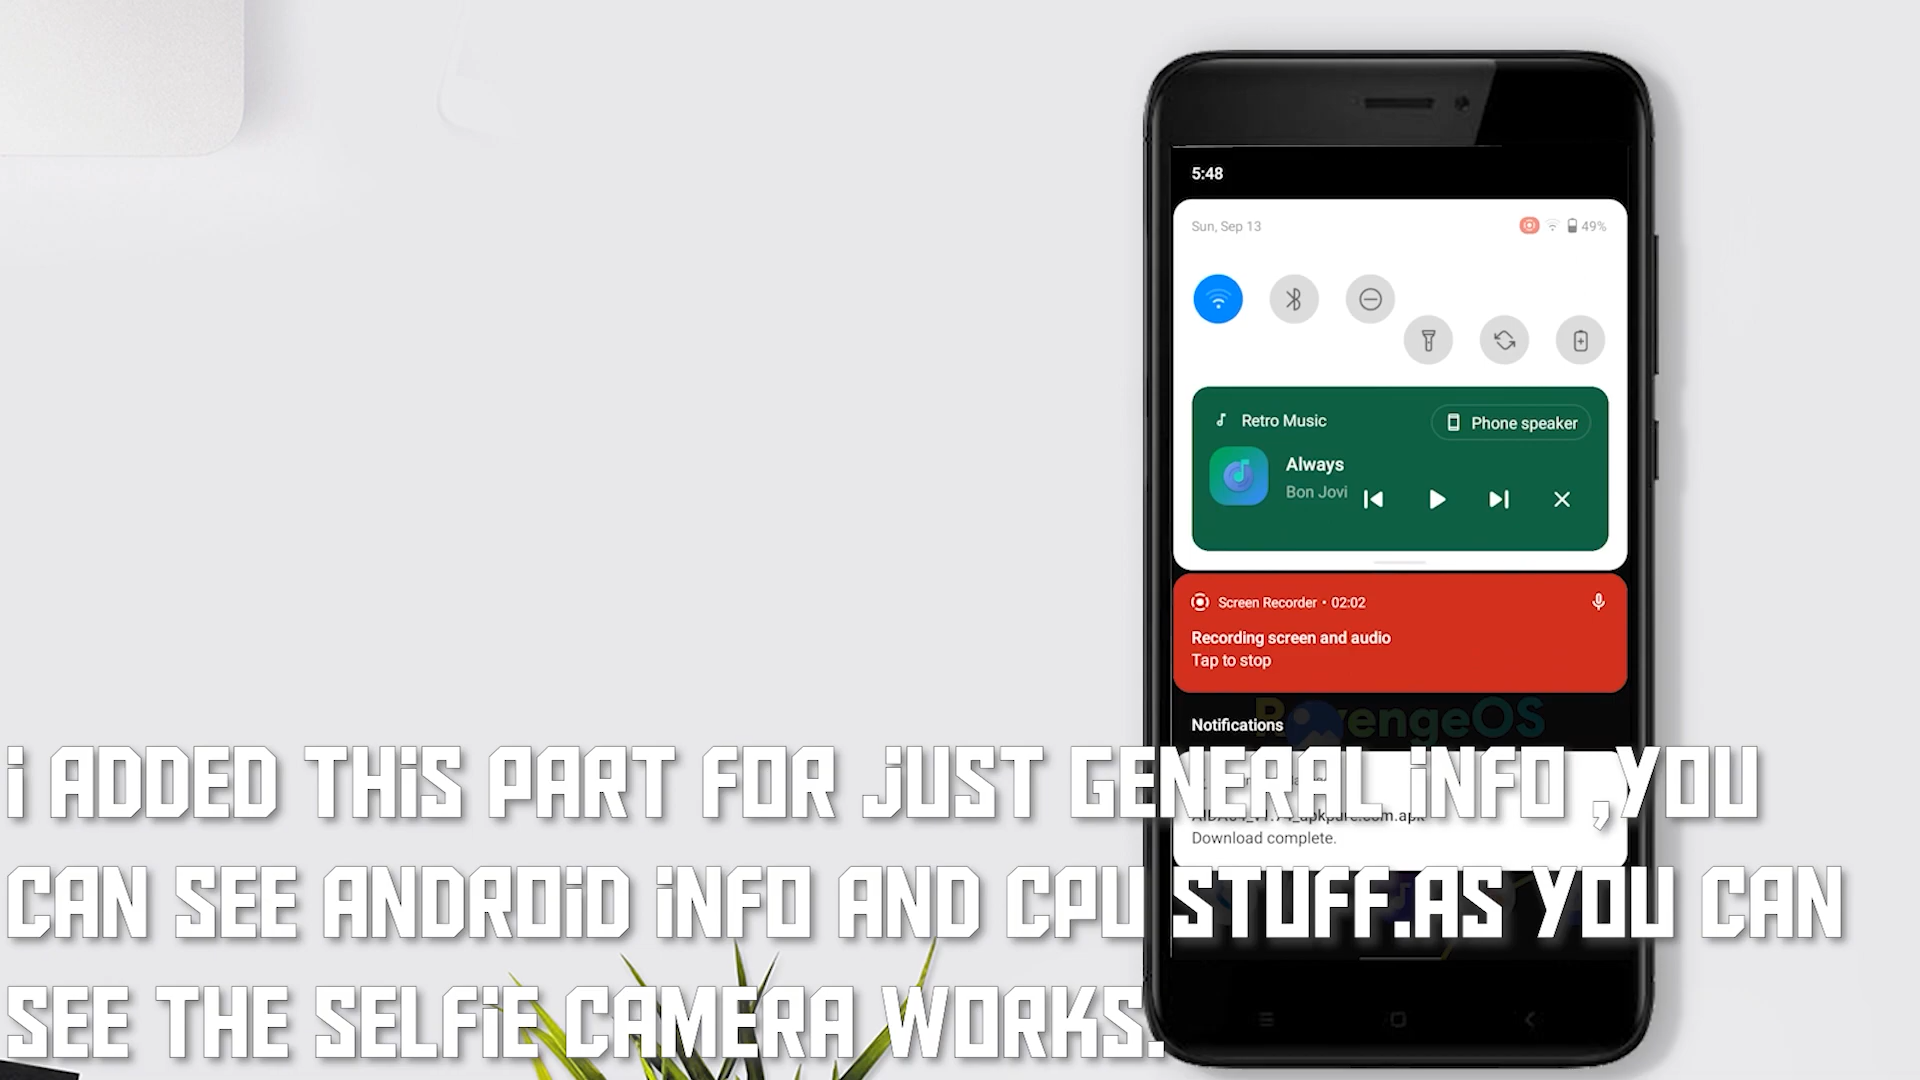 5:48
Sun, Sep 13
49%
Retro Music
Phone speaker
Always
Bon Jovi
Screen Recorder • 02:02
Recording screen and audio
Tap to stop
RevengeOS
Notifications
Download complete.
i ADDED THiS PART FOR JUST GENERAL iNFO ,YOU
CAN SEE ANDROiD iNFO AND CPU STUFF.AS YOU CAN
SEE THE SELFiE CAMERA WORKS.